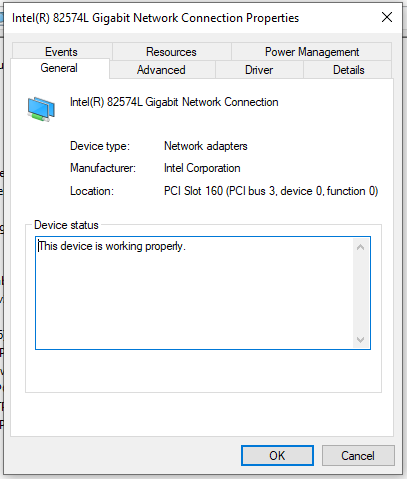 Intel(R) 82574L Gigabit Network Connection Properties
Events Resources Power Management
General Advanced Driver Details
Intel(R) 82574L Gigabit Network Connection
Device type: Network adapters
Manufacturer: Intel Corporation
Location: PCI Slot 160 (PCI bus 3, device 0, function 0)
Device status
This device is working properly.
OK Cancel